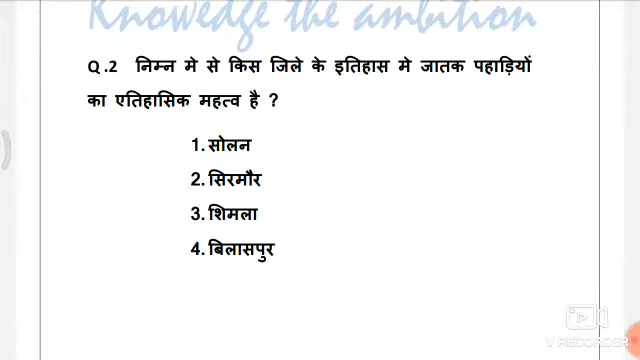 Knowledge the ambition
Q.2 निम्न मे से किस जिले के इतिहास मे जातक पहाड़ियों
का एतिहासिक महत्व है ?
1. सोलन
2. सिरमौर
3. शिमला
4. बिलासपुर
V RECORDER